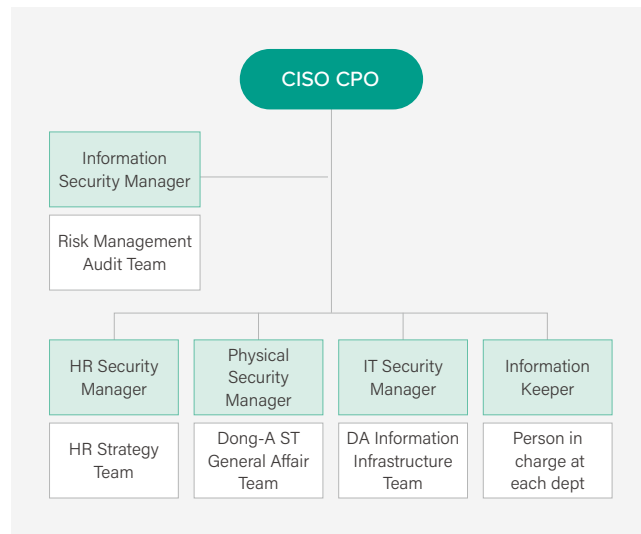 CISO CPO
Information
Security Manager
Risk Management
Audit Team
HR Security
Manager
Physical
Security
Manager
IT Security
Manager
Information
Keeper
HR Strategy
Team
Dong-A ST
General Affair
Team
DA Information
Infrastructure
Team
Person in
charge at
each dept